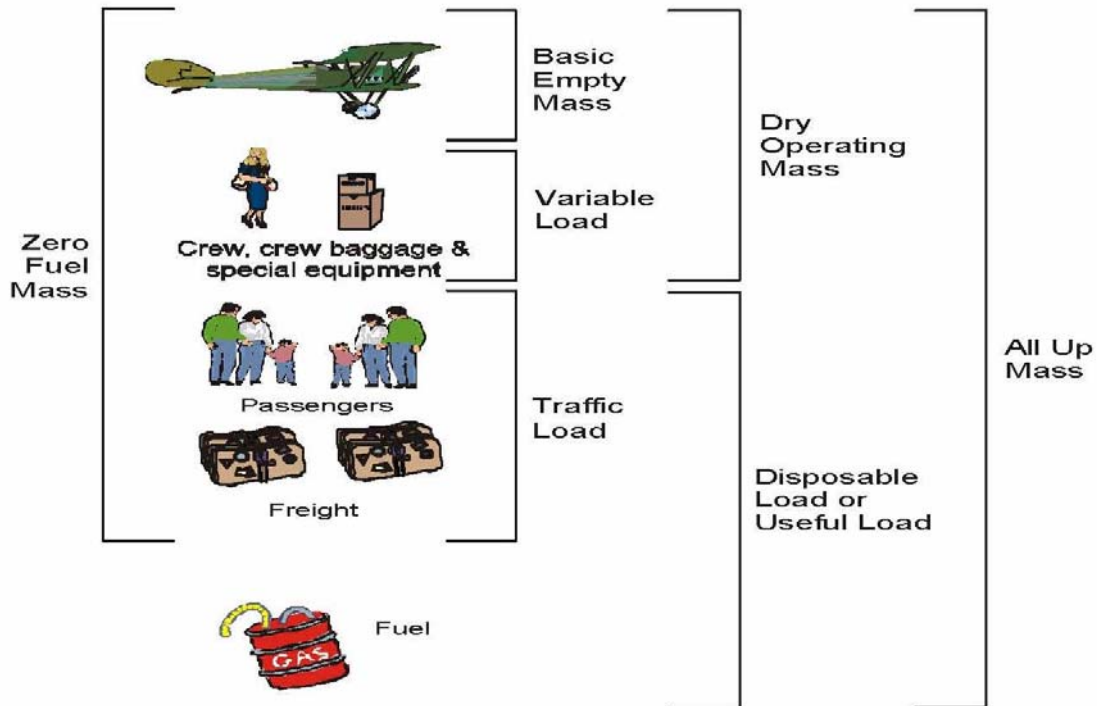 Basic
Empty
Mass
Dry
Operating
Mass
Variable
Load
Crew, crew baggage &
special equipment
Zero
Fuel
Mass
All Up
Mass
Passengers
Traffic
Load
Freight
Disposable
Load or
Useful Load
Fuel
GAS